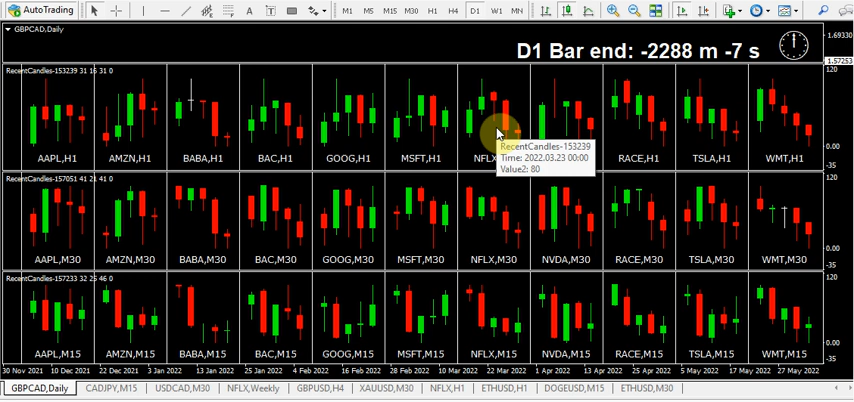 AutoTrading A T M1 M5 M15 M30 H1 H4 D1 W1 MN
GBPCAD,Daily
1.69330
D1 Bar end: -2288 m -7 s
1.57253
RecentCandles-153239 31 16 31 0
120
0.00
AAPL,H1 AMZN,H1 BABA,H1 BAC,H1 GOOG,H1 MSFT,H1 NFLX RACE,H1 TSLA,H1 WMT,H1
-35
RecentCandles-153239
Time: 2022.03.23 00:00
Value2: 80
RecentCandles-157051 41 21 41 0
120
0.00
AAPL,M30 AMZN,M30 BABA,M30 BAC,M30 GOOG,M30 MSFT,M30 NFLX,M30 NVDA,M30 RACE,M30 TSLA,M30 WMT,M30
-35
RecentCandles-157233 32 26 46 0
120
0.00
AAPL,M15 AMZN,M15 BABA,M15 BAC,M15 GOOG,M15 MSFT,M15 NFLX,M15 NVDA,M15 RACE,M15 TSLA,M15 WMT,M15
-35
30 Nov 2021 10 Dec 2021 22 Dec 2021 3 Jan 2022 13 Jan 2022 25 Jan 2022 4 Feb 2022 16 Feb 2022 28 Feb 2022 10 Mar 2022 22 Mar 2022 1 Apr 2022 13 Apr 2022 25 Apr 2022 5 May 2022 17 May 2022 27 May 2022
GBPCAD,Daily CADJPY,M15 USDCAD,M30 NFLX,Weekly GBPUSD,H4 XAUUSD,M30 NFLX,H1 ETHUSD,H1 DOGEUSD,M15 ETHUSD,M30